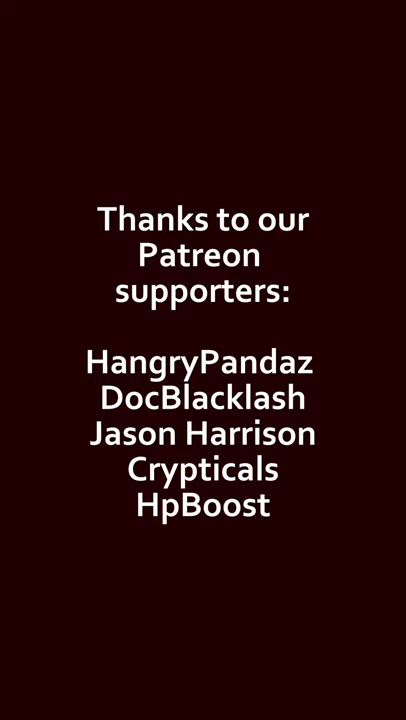 Thanks to our
Patreon
supporters:
HangryPandaz
DocBlacklash
Jason Harrison
Crypticals
HpBoost